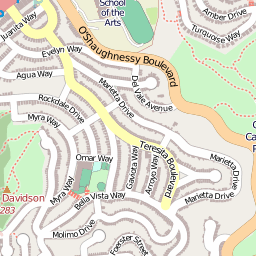 School of
the Arts
Amber Drive
Turquoise Way
Juanita Way
O'Shaughnessy Boulevard
Evelyn Way
Agua Way
Del Vale Avenue
Marietta Drive
Rockdale Drive
Myra Way
Teresita Boulevard
Omar Way
Gaviota Way
Arroyo Way
Marietta Drive
Davidson
283
Myra Way
Bella Vista Way
Marietta Drive
Molimo Drive
Foerster Street